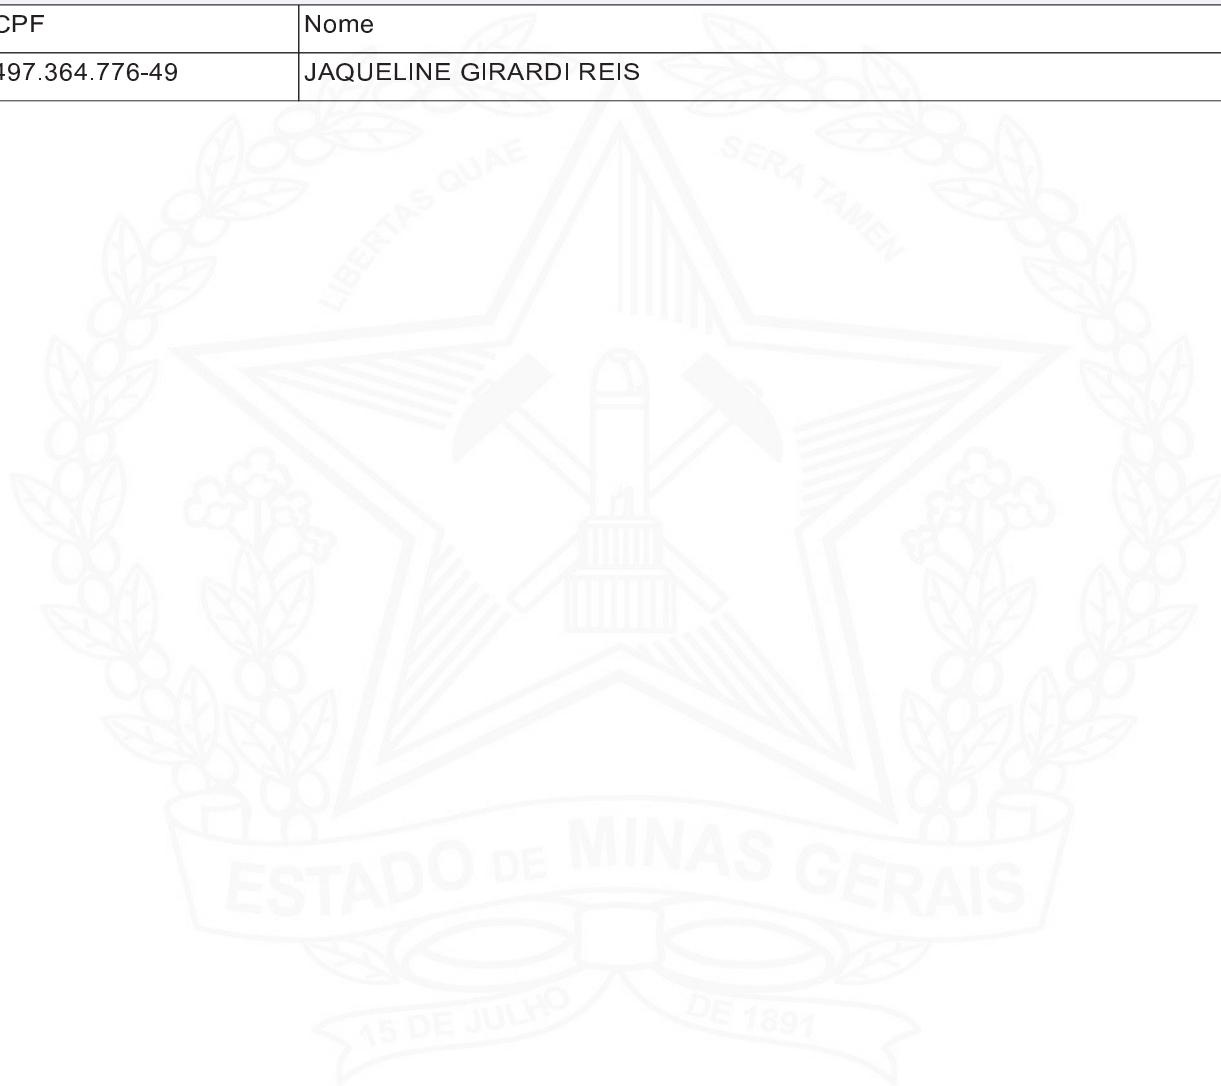 CPF Nome
497.364.776-49 JAQUELINE GIRARDI REIS
LIBERTAS QUAE SERA TAMEN
ESTADO DE MINAS GERAIS
15 DE JULHO DE 1891